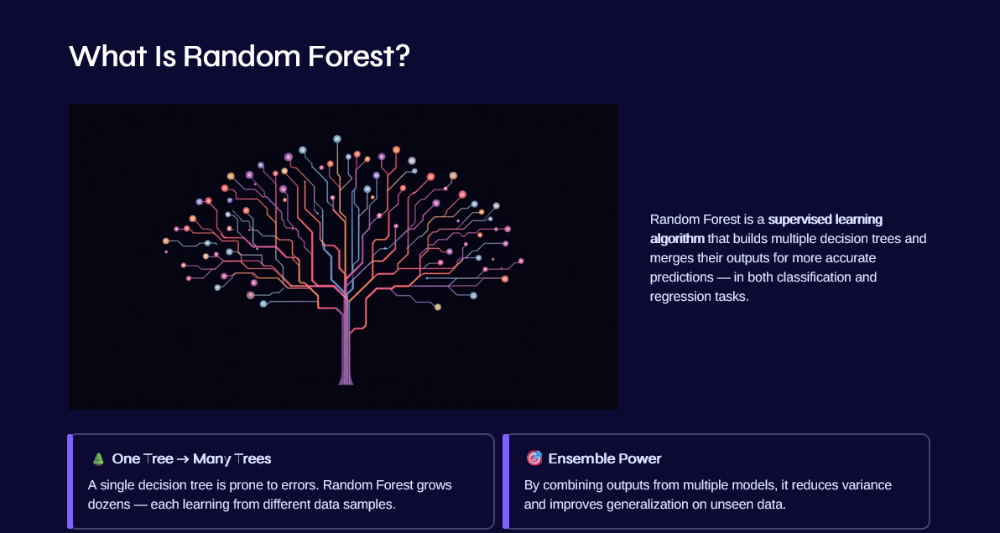 What Is Random Forest?
Random Forest is a supervised learning
algorithm that builds multiple decision trees and
merges their outputs for more accurate
predictions — in both classification and
regression tasks.
🌲 One Tree → Many Trees
A single decision tree is prone to errors. Random Forest grows
dozens — each learning from different data samples.
🎯 Ensemble Power
By combining outputs from multiple models, it reduces variance
and improves generalization on unseen data.